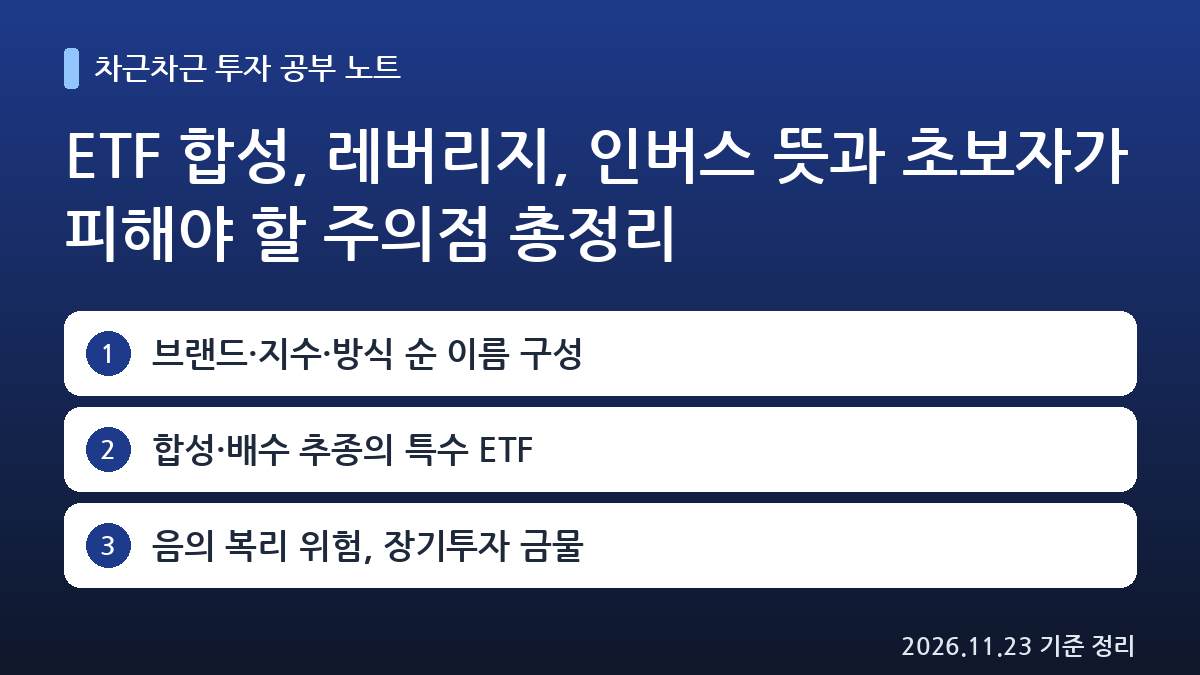 차근차근 투자 공부 노트
ETF 합성, 레버리지, 인버스 뜻과 초보자가
피해야 할 주의점 총정리
1 브랜드·지수·방식 순 이름 구성
2 합성·배수 추종의 특수 ETF
3 음의 복리 위험, 장기투자 금물
2026.11.23 기준 정리